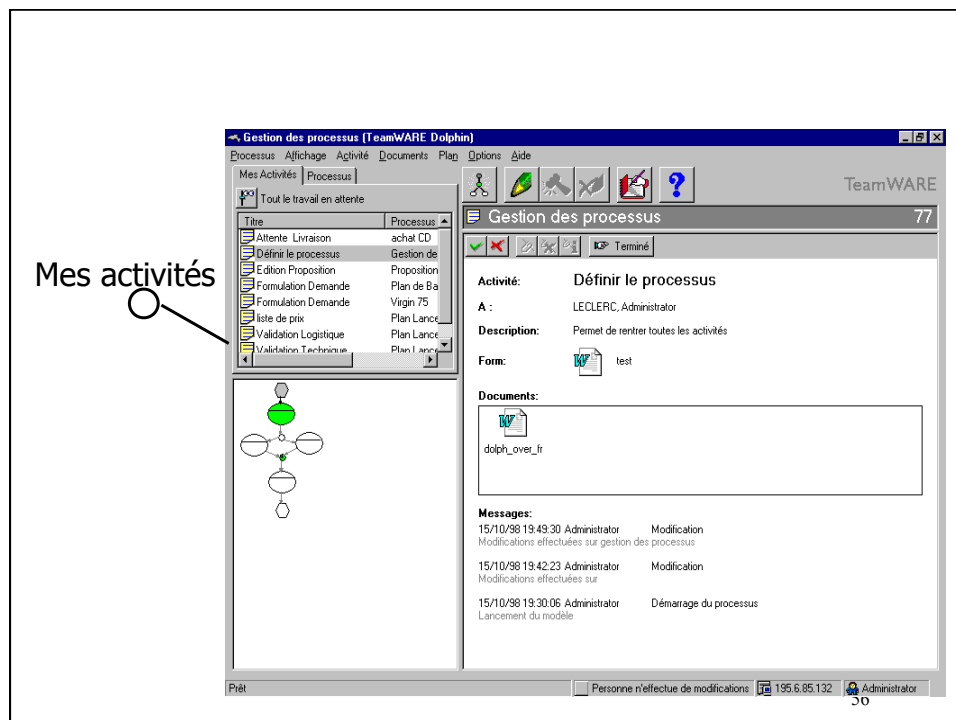 Gestion des processus (TeamWARE Dolphin)
Processus Affichage Activité Documents Plan Options Aide
Mes Activités Processus
Tout le travail en attente
TeamWARE
Gestion des processus 77
Titre Processus
Attente Livraison achat CD
Définir le processus Gestion de
Edition Proposition Proposition
Formulation Demande Plan de Ba
Formulation Demande Virgin 75
liste de prix Plan Lance
Validation Logistique Plan Lance
Validation Technique Plan Lance
Mes activités
Terminé
Activité: Définir le processus
A : LECLERC, Administrator
Description: Permet de rentrer toutes les activités
Form: test
Documents:
dolph_over_fr
Messages:
15/10/98 19:49:30 Administrator Modification
Modifications effectuées sur gestion des processus
15/10/98 19:42:23 Administrator Modification
Modifications effectuées sur
15/10/98 19:30:06 Administrator Démarrage du processus
Lancement du modèle
Prêt Personne n'effectue de modifications 195.6.85.132 Administrator
56